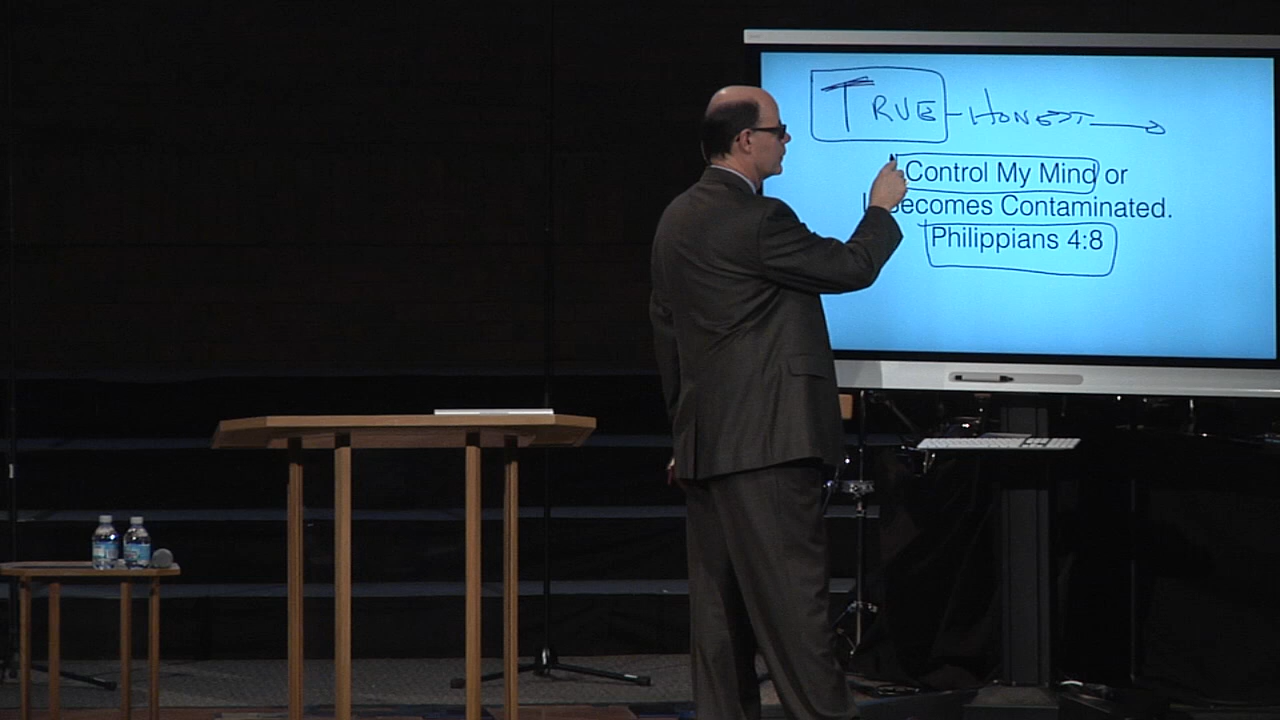 TRUE - HONEST
I Control My Mind or
Becomes Contaminated.
Philippians 4:8